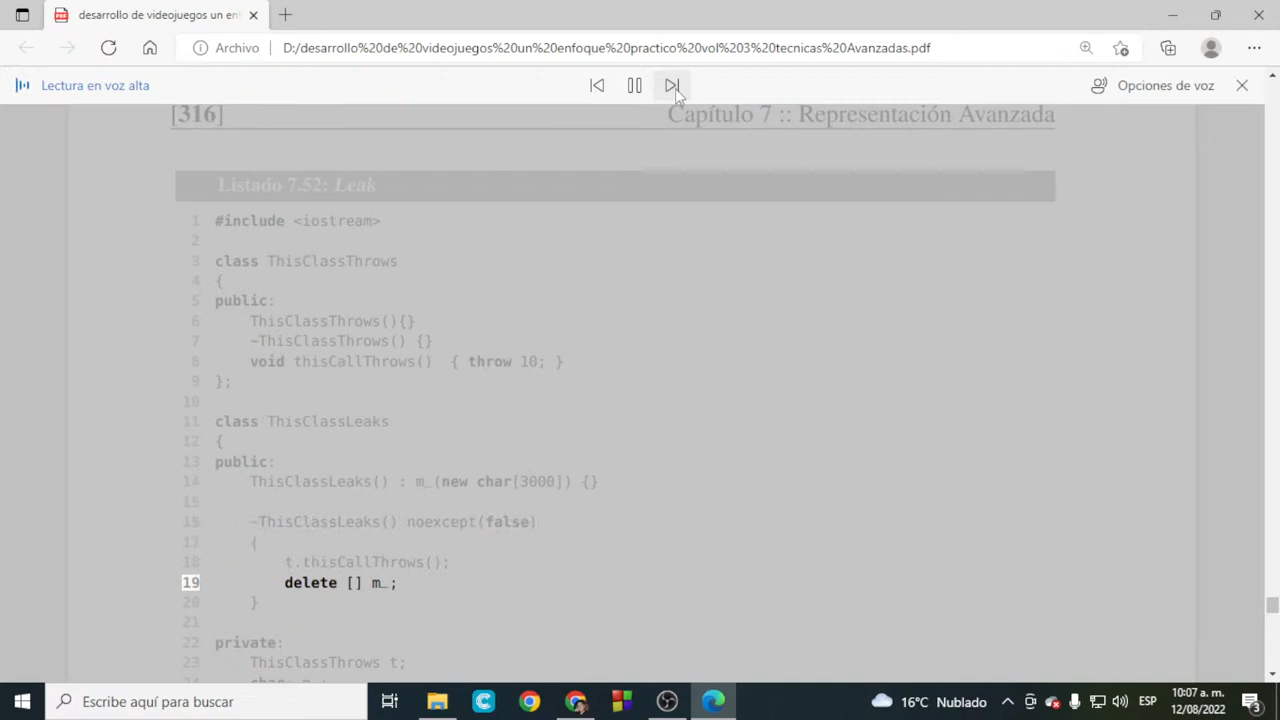 desarrollo de videojuegos un en
Archivo
D:/desarrollo%20de%20videojuegos%20un%20enfoque%20practico%20vol%203%20tecnicas%20Avanzadas.pdf
Lectura en voz alta
Opciones de voz
[316]
Capítulo 7 :: Representación Avanzada
Listado 7.52: Leak
1 #include <iostream>
2
3 class ThisClassThrows
4 {
5 public:
6 ThisClassThrows(){}
7 ~ThisClassThrows() {}
8 void thisCallThrows() { throw 10; }
9 };
10
11 class ThisClassLeaks
12 {
13 public:
14 ThisClassLeaks() : m_(new char[3000]) {}
15
16 ~ThisClassLeaks() noexcept(false)
17 {
18 t.thisCallThrows();
19 delete [] m_;
20 }
21
22 private:
23 ThisClassThrows t;
Escribe aquí para buscar
16°C Nublado
ESP
10:07 a. m.
12/08/2022
3